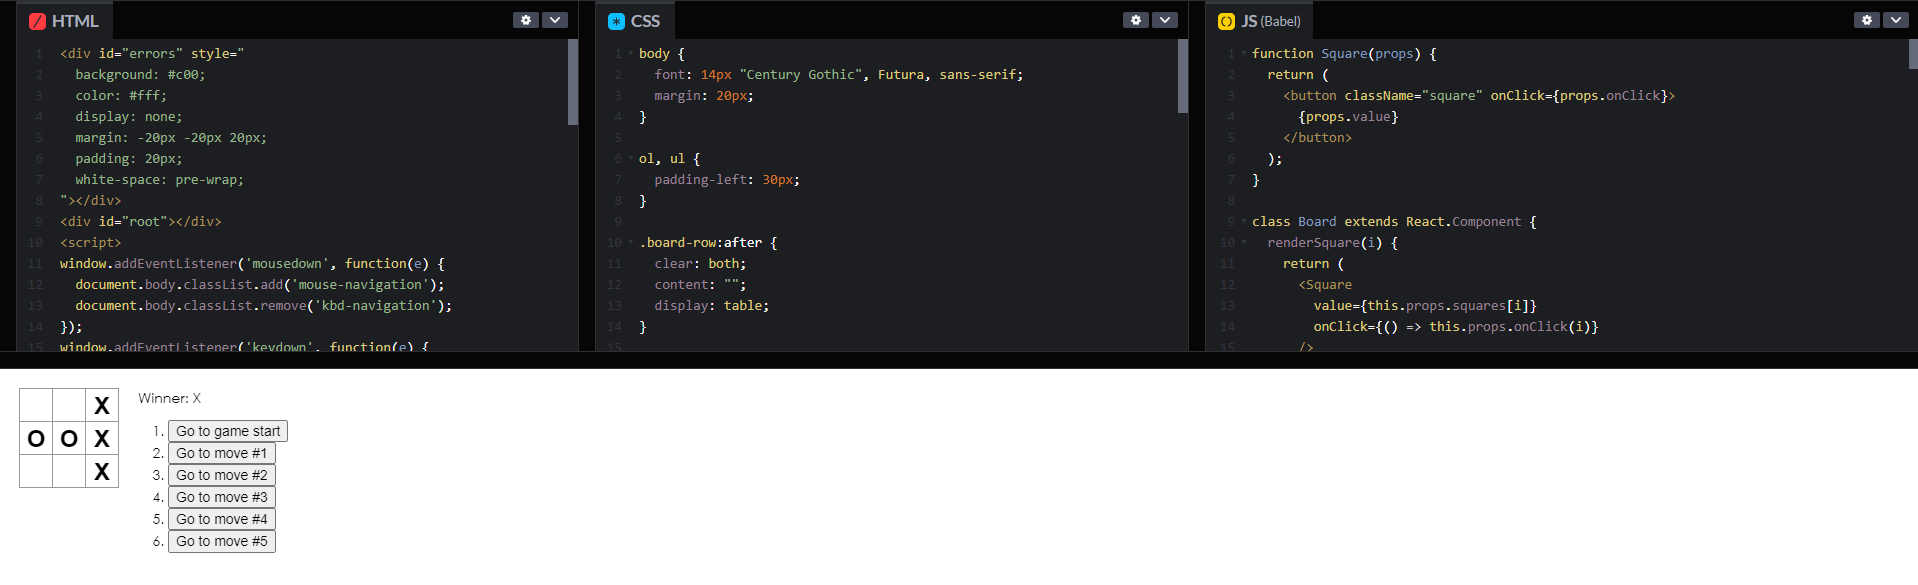 HTML
1 <div id="errors" style="
2 background: #c00;
3 color: #fff;
4 display: none;
5 margin: -20px -20px 20px;
6 padding: 20px;
7 white-space: pre-wrap;
8 "></div>
9 <div id="root"></div>
10 <script>
11 window.addEventListener('mousedown', function(e) {
12 document.body.classList.add('mouse-navigation');
13 document.body.classList.remove('kbd-navigation');
14 });
15 window.addEventListener('keydown', function(e) {
CSS
1 body {
2 font: 14px "Century Gothic", Futura, sans-serif;
3 margin: 20px;
4 }
5
6 ol, ul {
7 padding-left: 30px;
8 }
9
10 .board-row:after {
11 clear: both;
12 content: "";
13 display: table;
14 }
15
JS (Babel)
1 function Square(props) {
2 return (
3 <button className="square" onClick={props.onClick}>
4 {props.value}
5 </button>
6 );
7 }
8
9 class Board extends React.Component {
10 renderSquare(i) {
11 return (
12 <Square
13 value={this.props.squares[i]}
14 onClick={() => this.props.onClick(i)}
15 />
X
O O X
X
Winner: X
1. Go to game start
2. Go to move #1
3. Go to move #2
4. Go to move #3
5. Go to move #4
6. Go to move #5